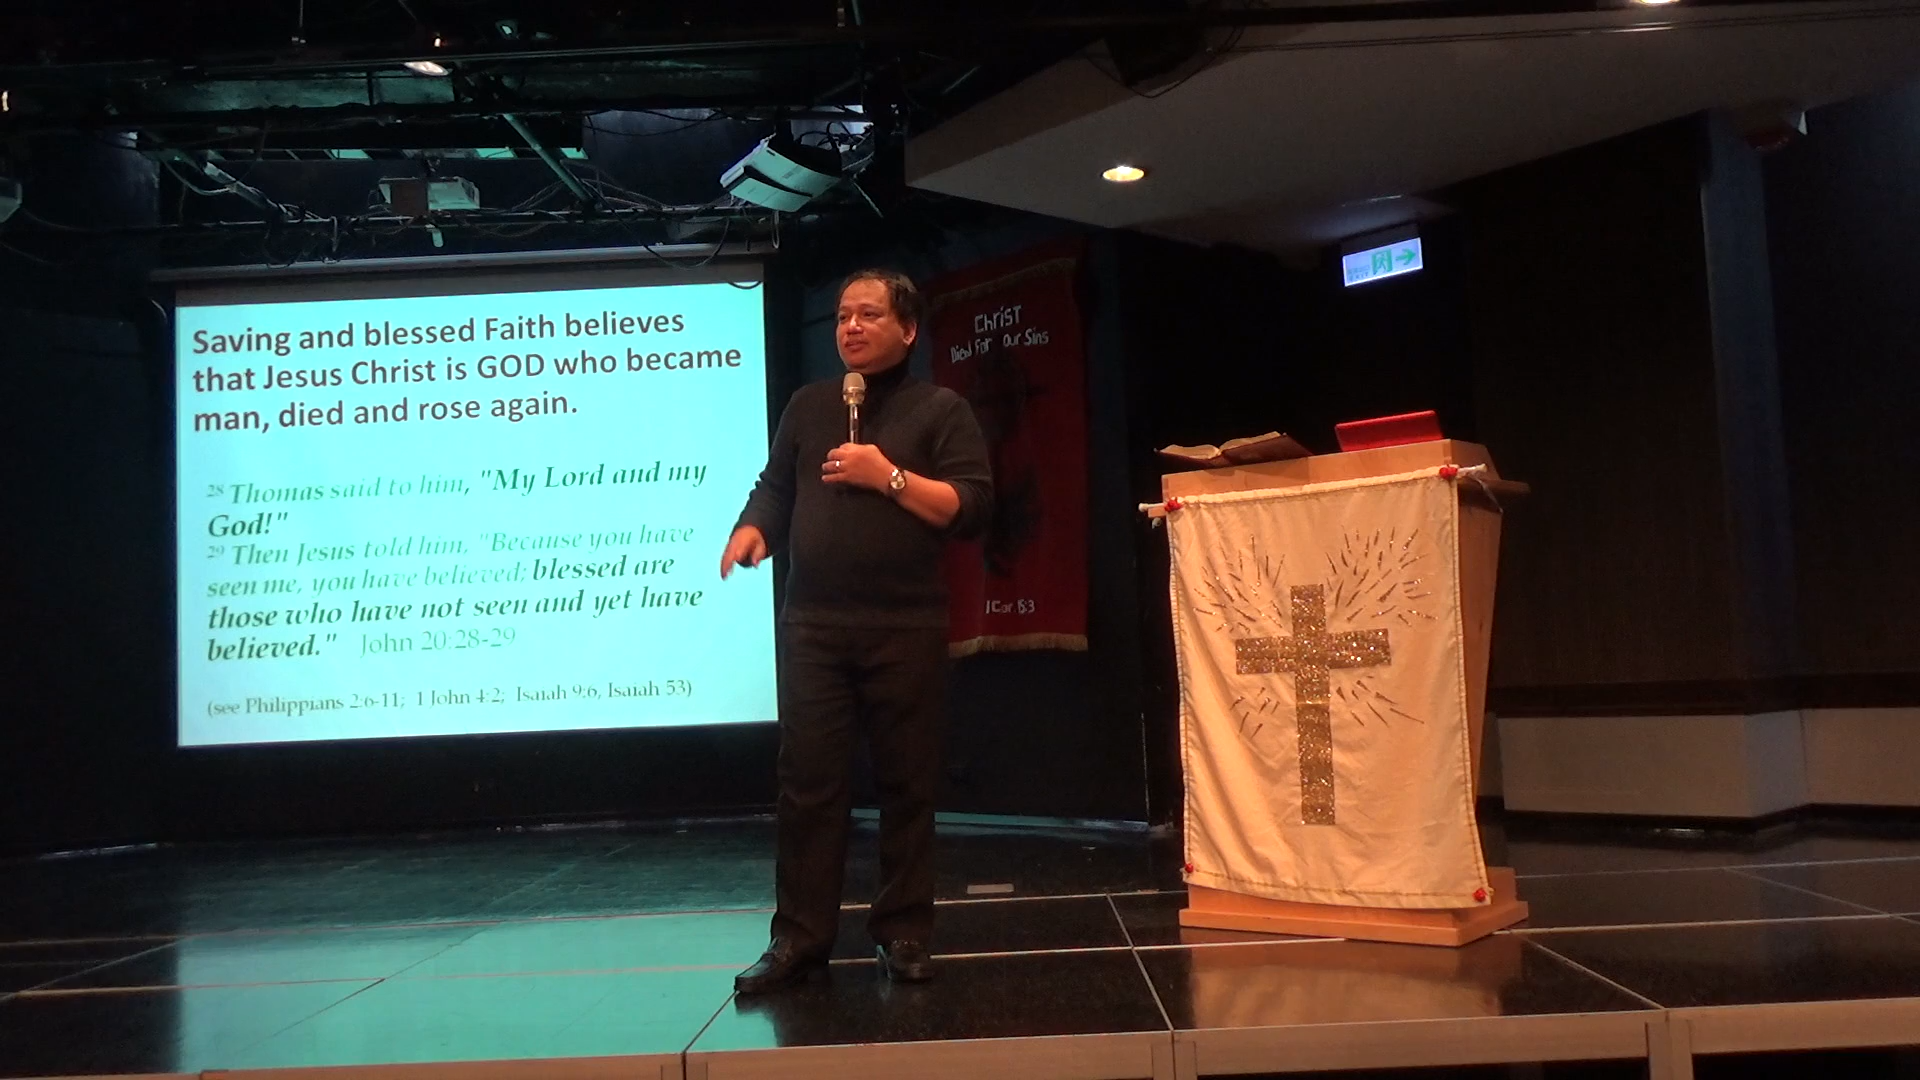 Saving and blessed Faith believes
that Jesus Christ is GOD who became
man, died and rose again.
28 Thomas said to him, "My Lord and my
God!"
29 Then Jesus told him, "Because you have
seen me, you have believed; blessed are
those who have not seen and yet have
believed." John 20:28-29
(see Philippians 2:6-11; 1 John 4:2; Isaiah 9:6, Isaiah 53)
Christ
Died For Our Sins
1 Cor. 15:3
EXIT